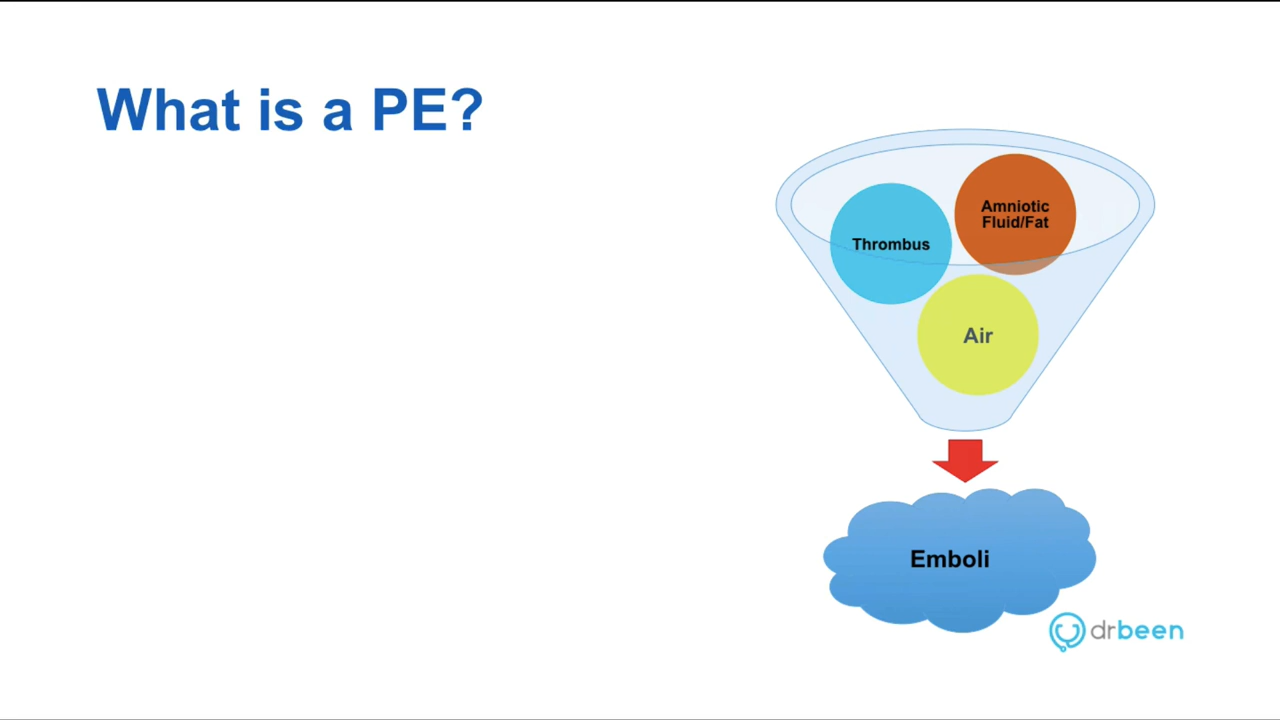 What is a PE?
Amniotic
Fluid/Fat
Thrombus
Air
Emboli
drbeen